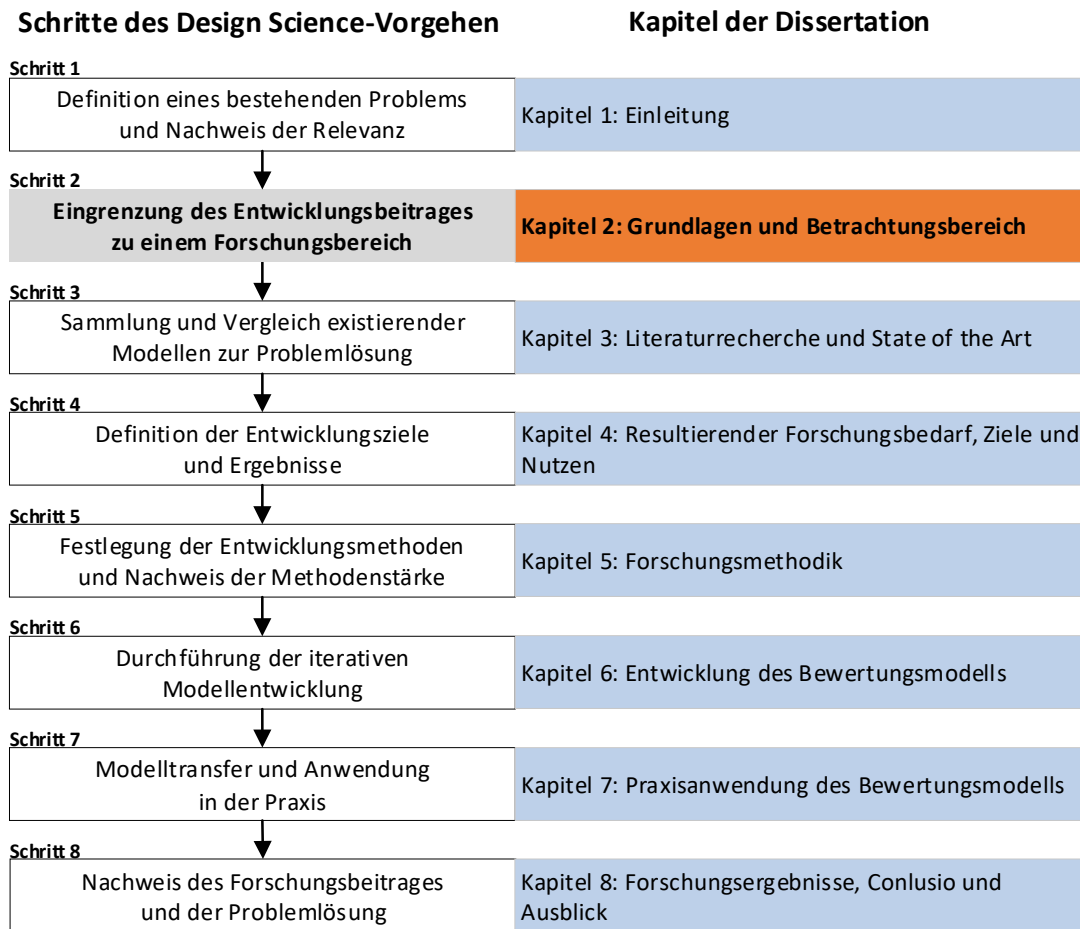 Schritte des Design Science-Vorgehen
Kapitel der Dissertation
Schritt 1
Definition eines bestehenden Problems
und Nachweis der Relevanz
Kapitel 1: Einleitung
Schritt 2
Eingrenzung des Entwicklungsbeitrages
zu einem Forschungsbereich
Kapitel 2: Grundlagen und Betrachtungsbereich
Schritt 3
Sammlung und Vergleich existierender
Modellen zur Problemlösung
Kapitel 3: Literaturrecherche und State of the Art
Schritt 4
Definition der Entwicklungsziele
und Ergebnisse
Kapitel 4: Resultierender Forschungsbedarf, Ziele und
Nutzen
Schritt 5
Festlegung der Entwicklungsmethoden
und Nachweis der Methodenstärke
Kapitel 5: Forschungsmethodik
Schritt 6
Durchführung der iterativen
Modellentwicklung
Kapitel 6: Entwicklung des Bewertungsmodells
Schritt 7
Modelltransfer und Anwendung
in der Praxis
Kapitel 7: Praxisanwendung des Bewertungsmodells
Schritt 8
Nachweis des Forschungsbeitrages
und der Problemlösung
Kapitel 8: Forschungsergebnisse, Conlusio und
Ausblick